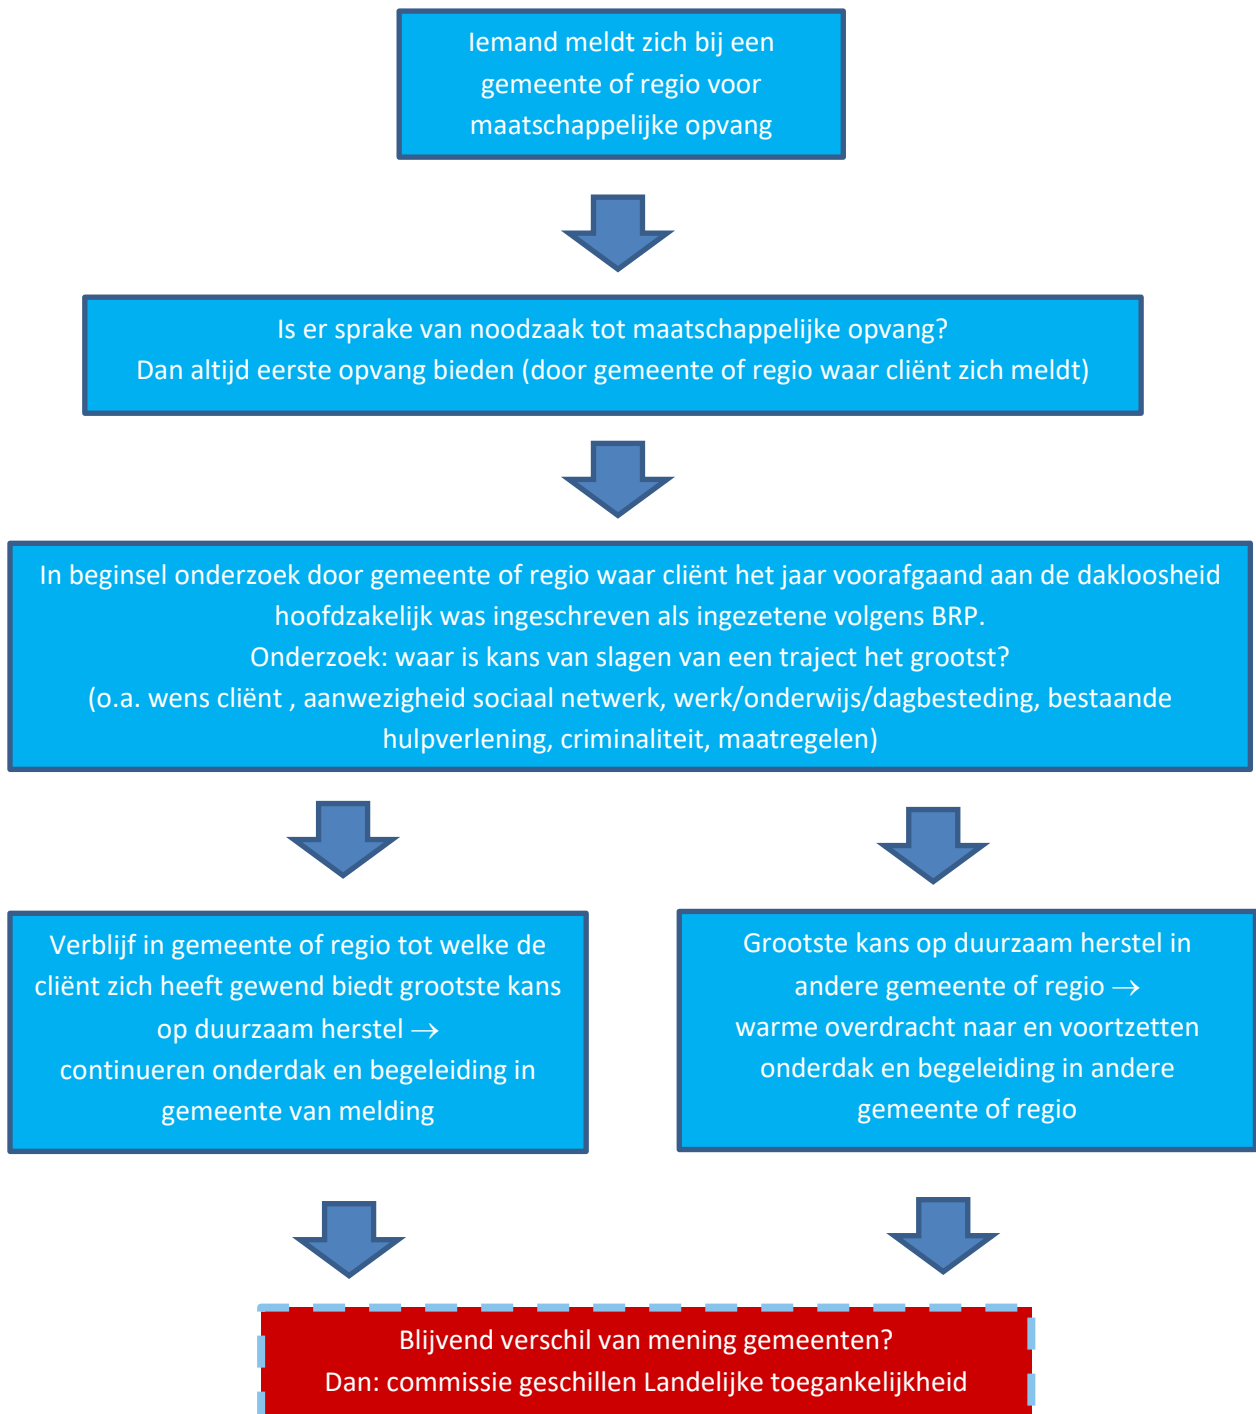 Iemand meldt zich bij een
gemeente of regio voor
maatschappelijke opvang
Is er sprake van noodzaak tot maatschappelijke opvang?
Dan altijd eerste opvang bieden (door gemeente of regio waar cliënt zich meldt)
In beginsel onderzoek door gemeente of regio waar cliënt het jaar voorafgaand aan de dakloosheid
hoofdzakelijk was ingeschreven als ingezetene volgens BRP.
Onderzoek: waar is kans van slagen van een traject het grootst?
(o.a. wens cliënt , aanwezigheid sociaal netwerk, werk/onderwijs/dagbesteding, bestaande
hulpverlening, criminaliteit, maatregelen)
Verblijf in gemeente of regio tot welke de
cliënt zich heeft gewend biedt grootste kans
op duurzaam herstel →
continueren onderdak en begeleiding in
gemeente van melding
Grootste kans op duurzaam herstel in
andere gemeente of regio →
warme overdracht naar en voortzetten
onderdak en begeleiding in andere
gemeente of regio
Blijvend verschil van mening gemeenten?
Dan: commissie geschillen Landelijke toegankelijkheid